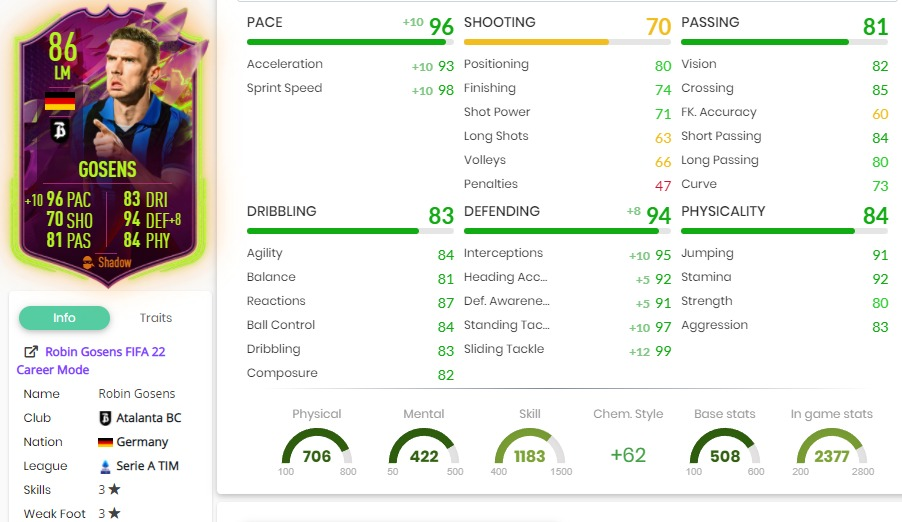 86
LM
GOSENS
+10 96 PAC 83 DRI
70 SHO 94 DEF+8
81 PAS 84 PHY
Shadow
Info Traits
Robin Gosens FIFA 22
Career Mode
Name Robin Gosens
Club Atalanta BC
Nation Germany
League Serie A TIM
Skills 3 ★
Weak Foot 3 ★
PACE +10 96
Acceleration +10 93
Sprint Speed +10 98
SHOOTING 70
Positioning 80
Finishing 74
Shot Power 71
Long Shots 63
Volleys 66
Penalties 47
PASSING 81
Vision 82
Crossing 85
FK. Accuracy 60
Short Passing 84
Long Passing 80
Curve 73
DRIBBLING 83
Agility 84
Balance 81
Reactions 87
Ball Control 84
Dribbling 83
Composure 82
DEFENDING +8 94
Interceptions +10 95
Heading Acc... +5 92
Def. Awarene... +5 91
Standing Tac... +10 97
Sliding Tackle +12 99
PHYSICALITY 84
Jumping 91
Stamina 92
Strength 80
Aggression 83
Physical Mental Skill Chem. Style Base stats In game stats
706 422 1183 +62 508 2377
100 800 50 500 400 1500 100 600 200 2800